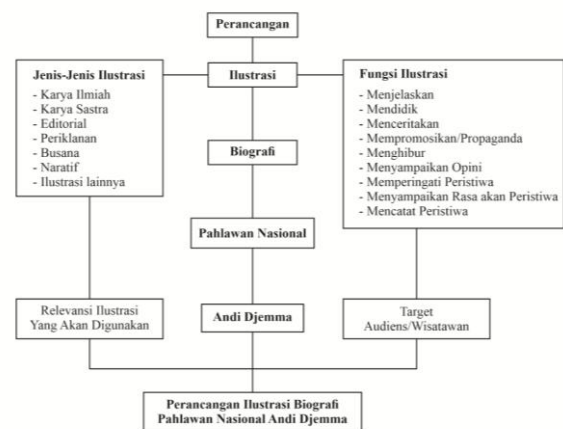 Perancangan
Jenis-Jenis Ilustrasi
- Karya Ilmiah
- Karya Sastra
- Editorial
- Periklanan
- Busana
- Naratif
- Ilustrasi lainnya
Ilustrasi
Fungsi Ilustrasi
- Menjelaskan
- Mendidik
- Menceritakan
- Mempromosikan/Propaganda
- Menghibur
- Menyampaikan Opini
- Memperingati Peristiwa
- Menyampaikan Rasa akan Peristiwa
- Mencatat Peristiwa
Biografi
Pahlawan Nasional
Relevansi Ilustrasi
Yang Akan Digunakan
Andi Djemma
Target
Audiens/Wisatawan
Perancangan Ilustrasi Biografi
Pahlawan Nasional Andi Djemma